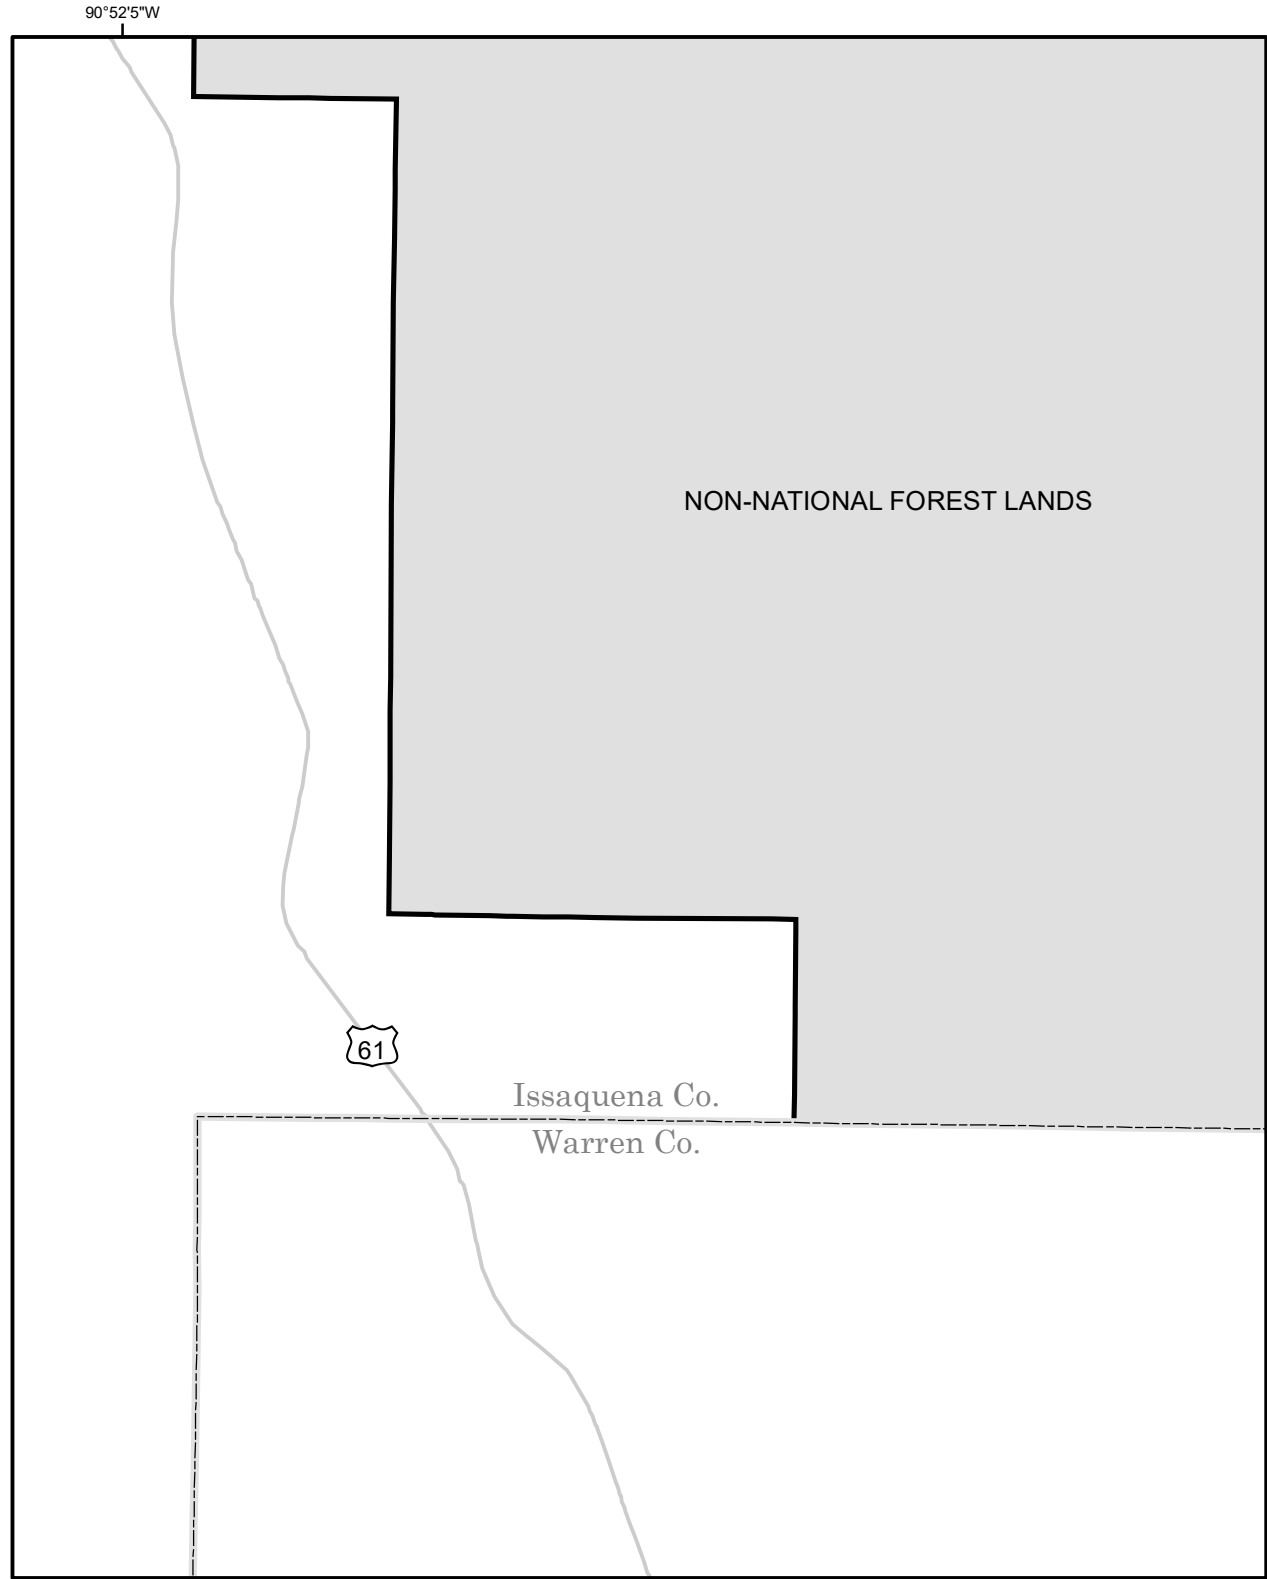 90°52'5"W
NON-NATIONAL FOREST LANDS
61
Issaquena Co.
Warren Co.